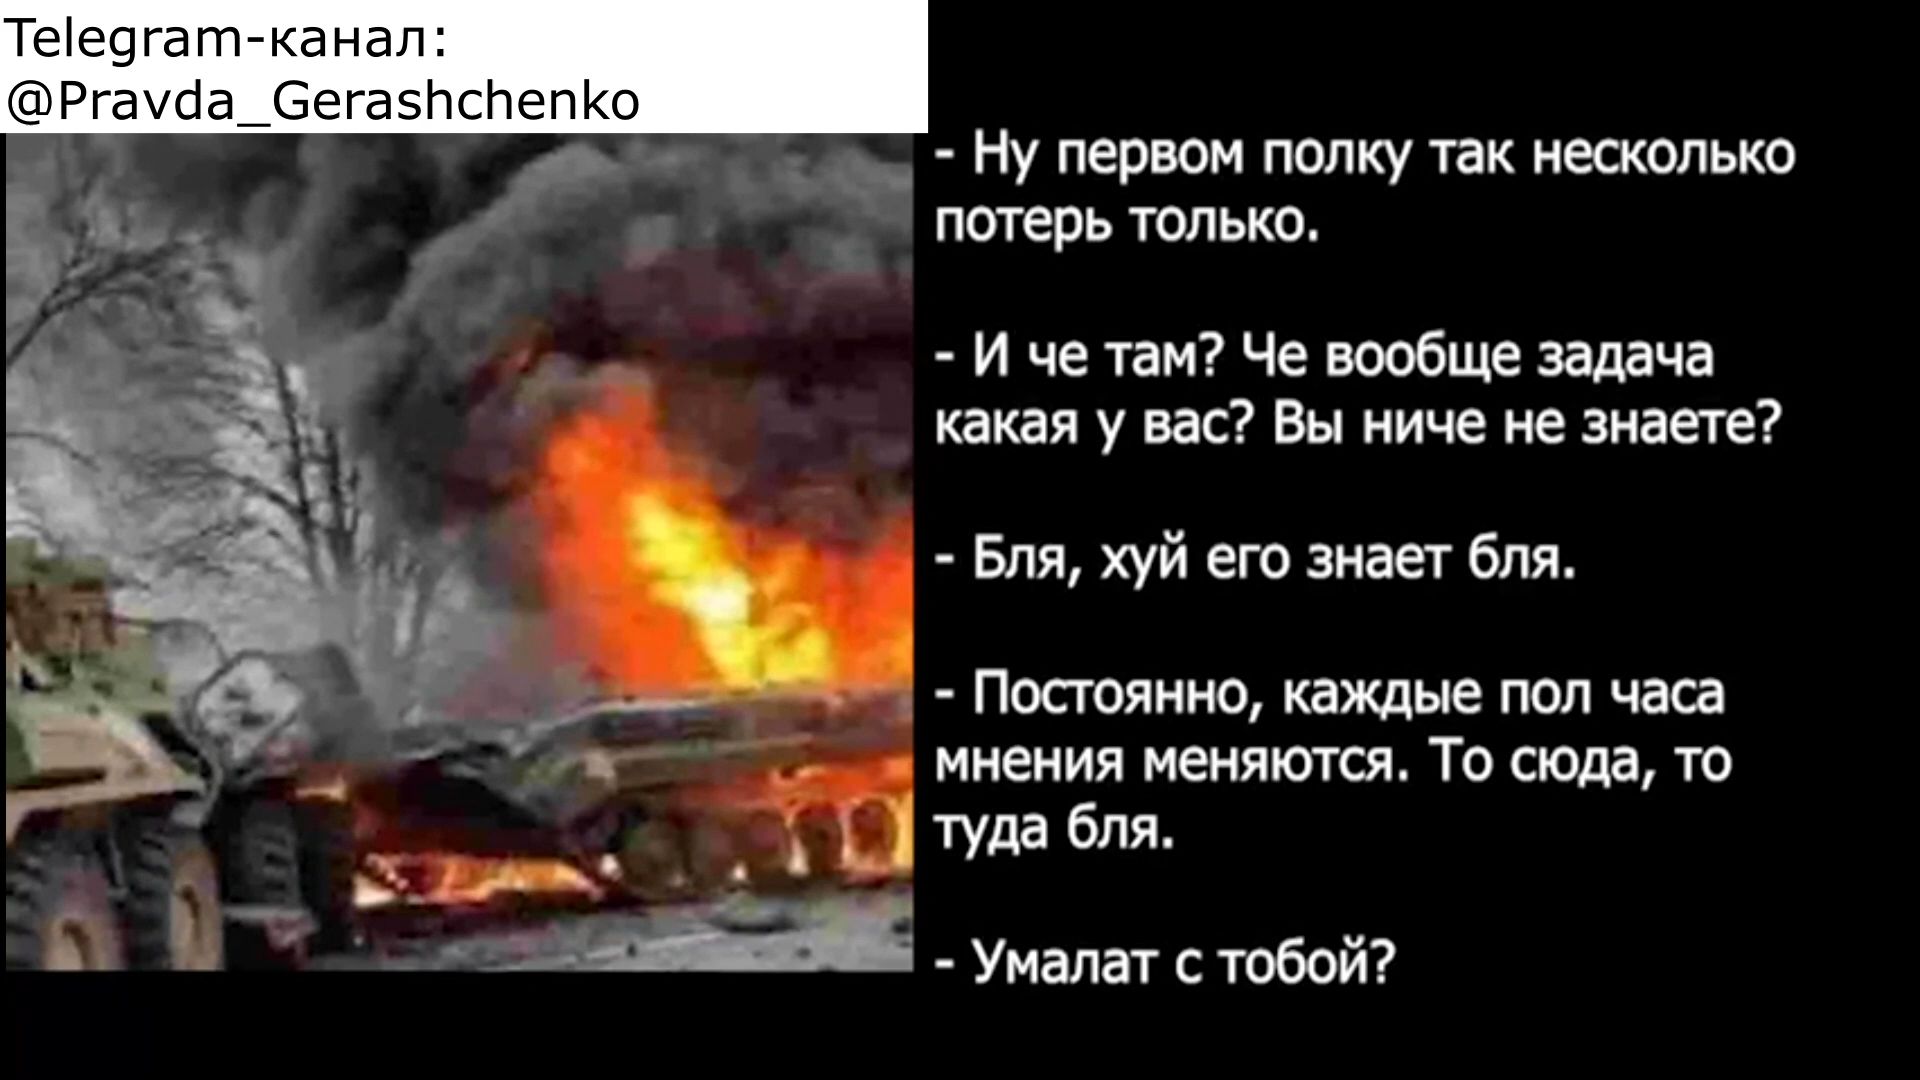 Telegram-канал:
@Pravda_Gerashchenko
- Ну первом полку так несколько
потерь только.
- И че там? Че вообще задача
какая у вас? Вы ниче не знаете?
- Бля, хуй его знает бля.
- Постоянно, каждые пол часа
мнения меняются. То сюда, то
туда бля.
- Умалат с тобой?